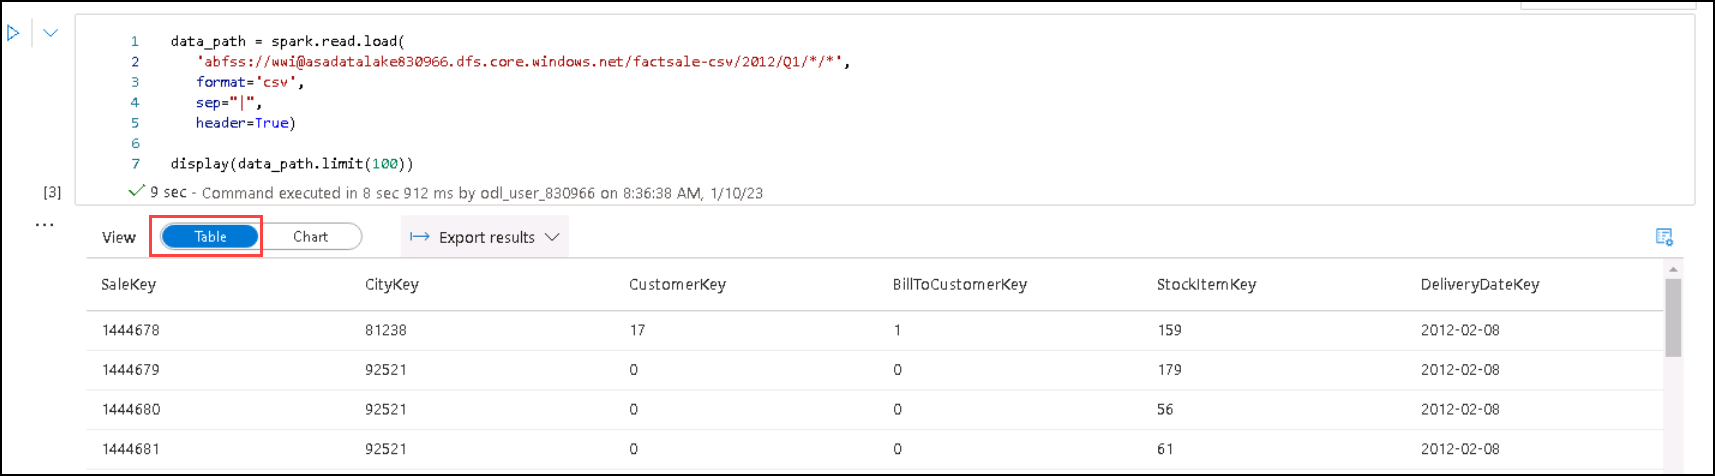 1 data_path = spark.read.load(
2 'abfss://wwi@asadatalake830966.dfs.core.windows.net/factsale-csv/2012/Q1/*/*',
3 format='csv',
4 sep="|",
5 header=True)
6
7 display(data_path.limit(100))
[3] 9 sec - Command executed in 8 sec 912 ms by odl_user_830966 on 8:36:38 AM, 1/10/23
... View Table Chart Export results
SaleKey CityKey CustomerKey BillToCustomerKey StockItemKey DeliveryDateKey
1444678 81238 17 1 159 2012-02-08
1444679 92521 0 0 179 2012-02-08
1444680 92521 0 0 56 2012-02-08
1444681 92521 0 0 61 2012-02-08